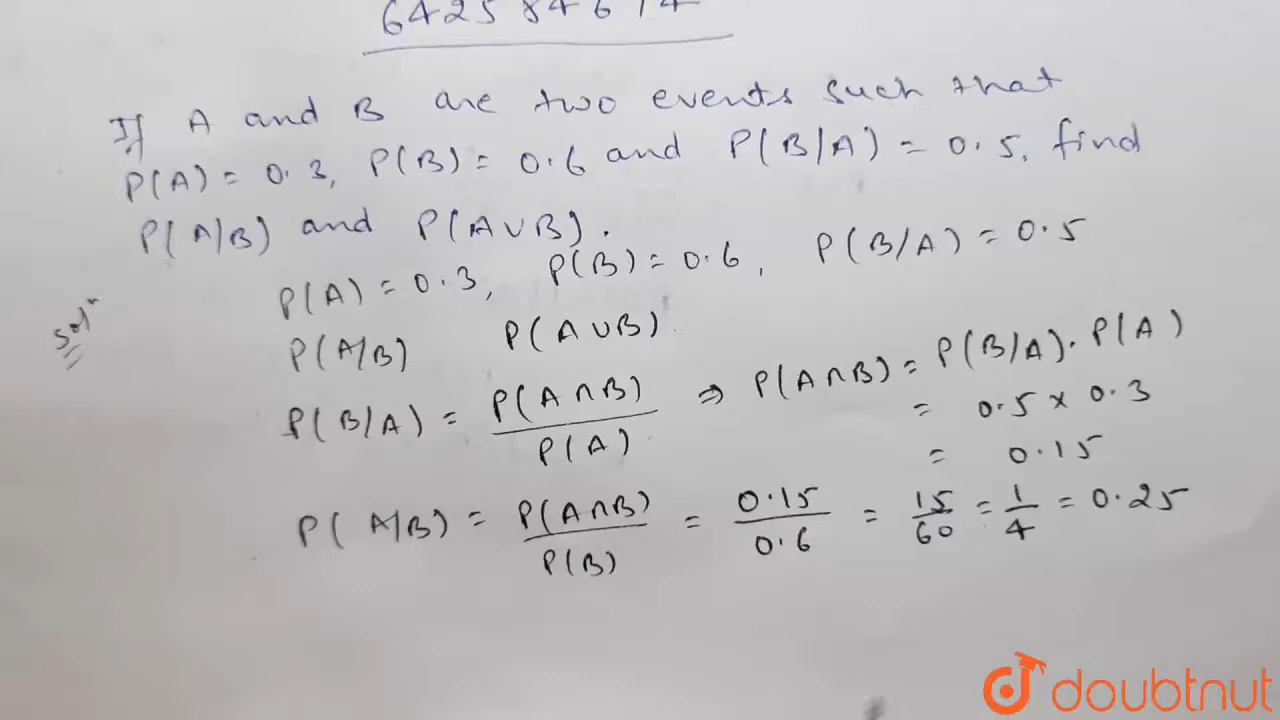 If A and B are two events such that
P(A) = 0.3, P(B) = 0.6 and P(B/A) = 0.5, find
P(A/B) and P(A∪B).
Solⁿ
P(A) = 0.3, P(B) = 0.6, P(B/A) = 0.5
P(A/B) P(A∪B)
P(B/A) = P(A∩B) / P(A) ⇒ P(A∩B) = P(B/A). P(A)
= 0.5 × 0.3
= 0.15
P(A/B) = P(A∩B) / P(B) = 0.15 / 0.6 = 15/60 = 1/4 = 0.25
doubtnut